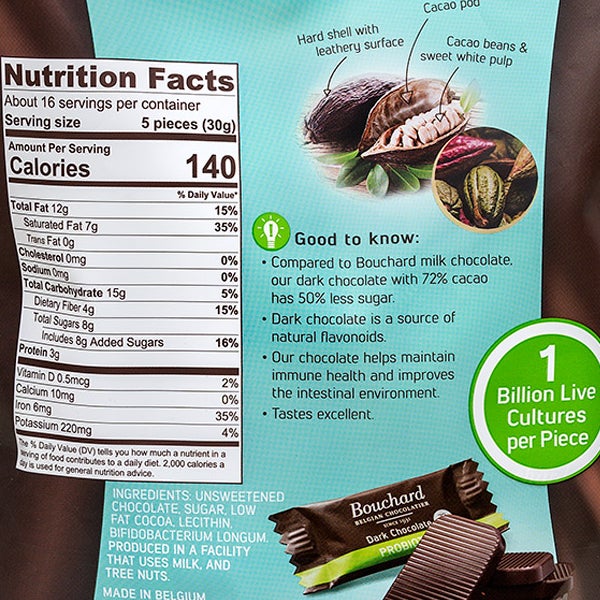 Cacao pod
Hard shell with
leathery surface
Cacao beans &
sweet white pulp
Nutrition Facts
About 16 servings per container
Serving size 5 pieces (30g)
Amount Per Serving
Calories 140
% Daily Value*
Total Fat 12g 15%
Saturated Fat 7g 35%
Trans Fat 0g
Cholesterol 0mg 0%
Sodium 0mg 0%
Total Carbohydrate 15g 5%
Dietary Fiber 4g 15%
Total Sugars 8g
Includes 8g Added Sugars 16%
Protein 3g
Vitamin D 0.5mcg 2%
Calcium 10mg 0%
Iron 6mg 35%
Potassium 220mg 4%
*The % Daily Value (DV) tells you how much a nutrient in a
serving of food contributes to a daily diet. 2,000 calories a
day is used for general nutrition advice.
Good to know:
• Compared to Bouchard milk chocolate,
our dark chocolate with 72% cacao
has 50% less sugar.
• Dark chocolate is a source of
natural flavonoids.
• Our chocolate helps maintain
immune health and improves
the intestinal environment.
• Tastes excellent.
1
Billion Live
Cultures
per Piece
INGREDIENTS: UNSWEETENED
CHOCOLATE, SUGAR, LOW
FAT COCOA, LECITHIN,
BIFIDOBACTERIUM LONGUM.
PRODUCED IN A FACILITY
THAT USES MILK, AND
TREE NUTS.
MADE IN BELGIUM
Bouchard
BELGIAN CHOCOLATIER
SINCE 1931
Dark Chocolate
PROBIO